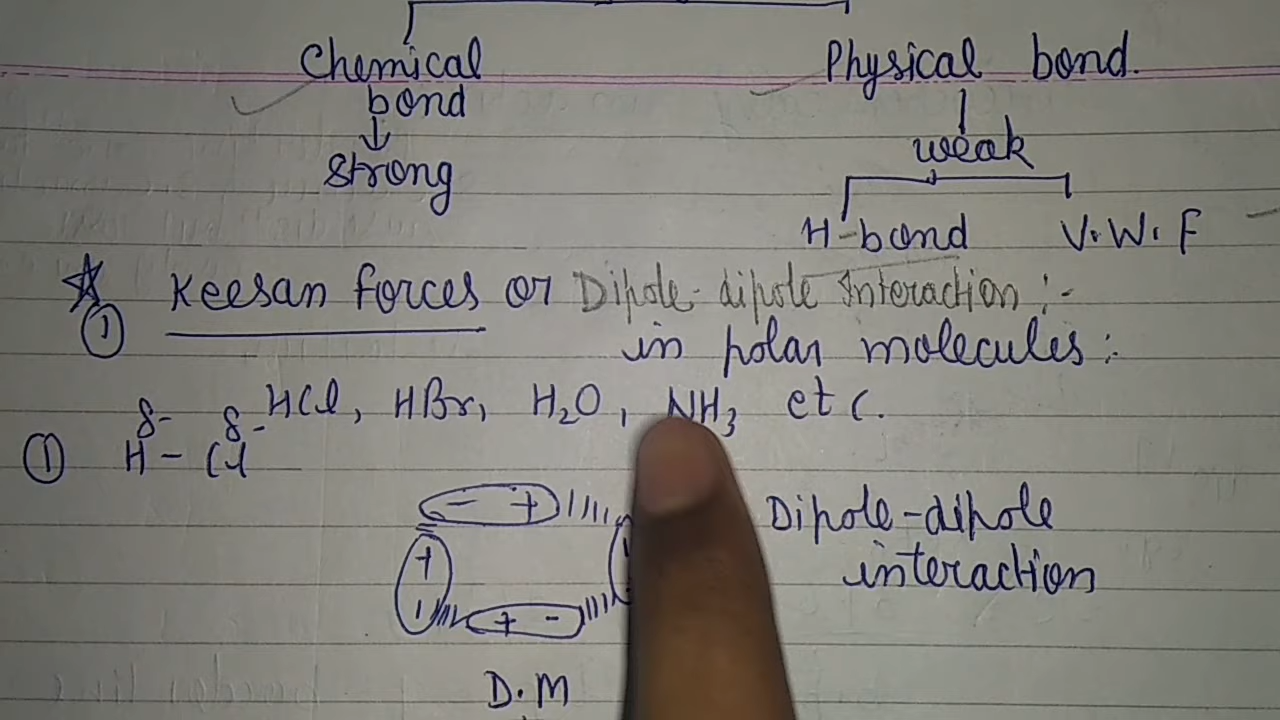 Chemical Physical bond.
bond
strong
weak
H-bond V.W.F
① Keesan forces or Dipole-dipole Interaction :-
in polar molecules :
HCl, HBr, H₂O, NH₃ etc.
δ- δ-
① H - Cl
- +
+
-
+ -
Dipole-dipole
interaction
D.M